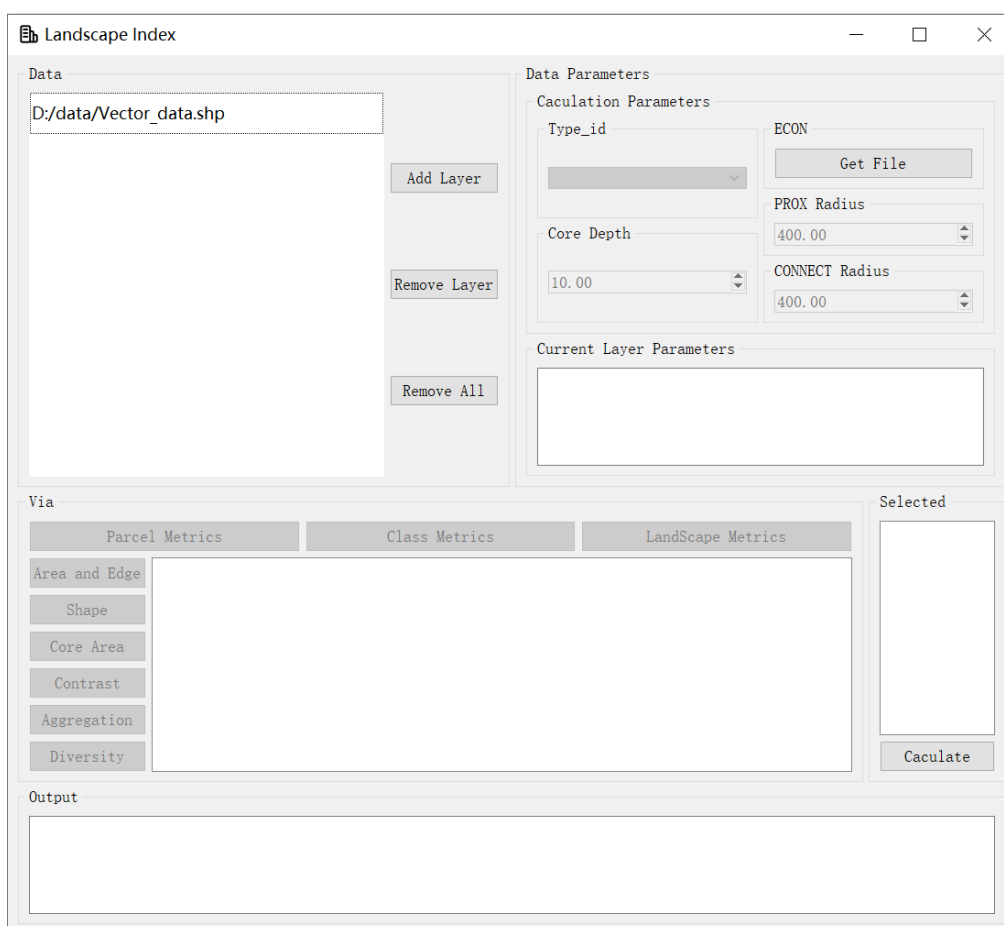 Landscape Index
Data
D:/data/Vector_data.shp
Add Layer
Remove Layer
Remove All
Data Parameters
Caculation Parameters
Type_id
ECON
Get File
PROX Radius
400.00
Core Depth
10.00
CONNECT Radius
400.00
Current Layer Parameters
Via
Parcel Metrics
Class Metrics
LandScape Metrics
Area and Edge
Shape
Core Area
Contrast
Aggregation
Diversity
Selected
Caculate
Output